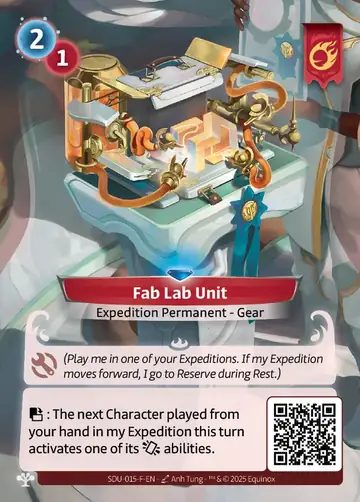 2
1
Fab Lab Unit
Expedition Permanent - Gear
(Play me in one of your Expeditions. If my Expedition
moves forward, I go to Reserve during Rest.)
: The next Character played from
your hand in my Expedition this turn
activates one of its abilities.
SDU-015-F-EN - Anh Tung - ™ & © 2025 Equinox